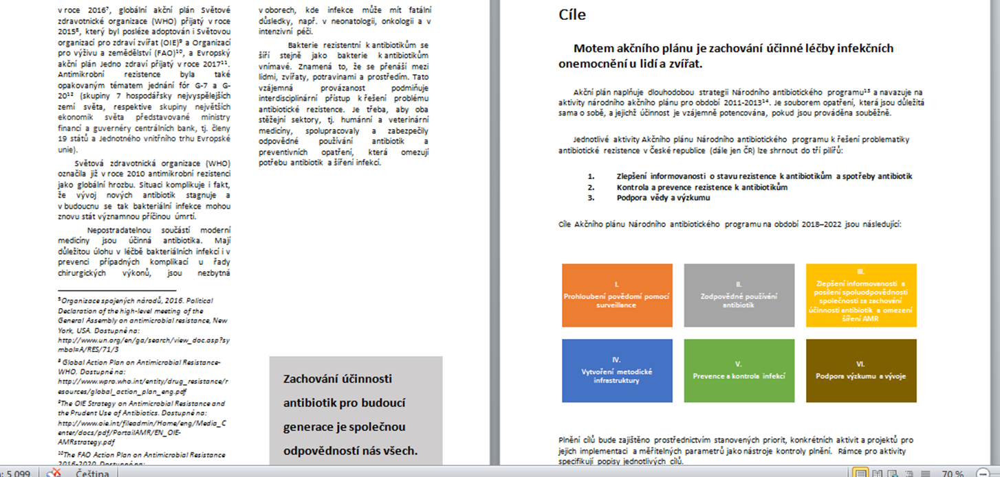 v roce 2016⁷, globální akční plán Světové
zdravotnické organizace (WHO) přijatý v roce
2015⁸, který byl posléze adoptován i Světovou
organizací pro zdraví zvířat (OIE)⁹ a Organizací
pro výživu a zemědělství (FAO)¹⁰, a Evropský
akční plán Jedno zdraví přijatý v roce 2017¹¹.
Antimikrobní rezistence byla také
opakovaným tématem jednání fór G-7 a G-
20¹² (skupiny 7 hospodářsky nejvyspělejších
zemí světa, respektive skupiny největších
ekonomik světa představované ministry
financí a guvernéry centrálních bank, tj. členy
19 států a Jednotného vnitřního trhu Evropské
unie).
Světová zdravotnická organizace (WHO)
označila již v roce 2010 antimikrobní rezistenci
jako globální hrozbu. Situaci komplikuje i fakt,
že vývoj nových antibiotik stagnuje a
v budoucnu se tak bakteriální infekce mohou
znovu stát významnou příčinou úmrtí.
Nepostradatelnou součástí moderní
medicíny jsou účinná antibiotika. Mají
důležitou úlohu v léčbě bakteriálních infekcí i v
prevenci případných komplikací u řady
chirurgických výkonů, jsou nezbytná
⁵Organizace spojených národů, 2016. Political
Declaration of the high-level meeting of the
General Assembly on antimicrobial resistance, New
York, USA. Dostupné na:
http://www.un.org/en/ga/search/view_doc.asp?sy
mbol=A/RES/71/3
⁸ Global Action Plan on Antimicrobial Resistance-
WHO. Dostupné na:
http://www.wpro.who.int/entity/drug_resistance/r
esources/global_action_plan_eng.pdf
⁹The OIE Strategy on Antimicrobial Resistance and
the Prudent Use of Antibiotics. Dostupné na:
http://www.oie.int/fileadmin/Home/eng/Media_C
enter/docs/pdf/PortailAMR/EN_OIE-
AMRstrategy.pdf
¹⁰The FAO Action Plan on Antimicrobial Resistance
2016-2020. Dostupné na:
v oborech, kde infekce může mít fatální
důsledky, např. v neonatologii, onkologii a v
intenzivní péči.
Bakterie rezistentní k antibiotikům se
šíří stejně jako bakterie k antibiotikům
vnímavé. Znamená to, že se přenáší mezi
lidmi, zvířaty, potravinami a prostředím. Tato
vzájemná provázanost podmiňuje
interdisciplinární přístup k řešení problému
antibiotické rezistence. Je třeba, aby oba
stěžejní sektory, tj. humánní a veterinární
medicíny, spolupracovaly a zabezpečily
odpovědné používání antibiotik a
preventivních opatření, která omezují
potřebu antibiotik a šíření infekcí.
Zachování účinnosti
antibiotik pro budoucí
generace je společnou
odpovědností nás všech.
Cíle
Motem akčního plánu je zachování účinné léčby infekčních
onemocnění u lidí a zvířat.
Akční plán naplňuje dlouhodobou strategii Národního antibiotického programu¹³ a navazuje na
aktivity národního akčního plánu pro období 2011-2013¹⁴. Je souborem opatření, která jsou důležitá
sama o sobě, a jejichž účinnost je vzájemně potencována, pokud jsou prováděna souběžně.
Jednotlivé aktivity Akčního plánu Národního antibiotického programu k řešení problematiky
antibiotické rezistence v České republice (dále jen ČR) lze shrnout do tří pilířů:
1. Zlepšení informovanosti o stavu rezistence k antibiotikům a spotřeby antibiotik
2. Kontrola a prevence rezistence k antibiotikům
3. Podpora vědy a výzkumu
Cíle Akčního plánu Národního antibiotického programu na období 2018–2022 jsou následující:
I.
Prohloubení povědomí pomocí
surveillance
II.
Zodpovědné používání
antibiotik
III.
Zlepšení informovanosti a
posílení spoluodpovědnosti
společnosti za zachování
účinnosti antibiotik a omezení
šíření AMR
IV.
Vytvoření metodické
infrastruktury
V.
Prevence a kontrola infekcí
VI.
Podpora výzkumu a vývoje
Plnění cílů bude zajištěno prostřednictvím stanovených priorit, konkrétních aktivit a projektů pro
jejich implementaci a měřitelných parametrů jako nástroje kontroly plnění. Rámce pro aktivity
specifikují popisy jednotlivých cílů.
: 5 099 Čeština 70 %